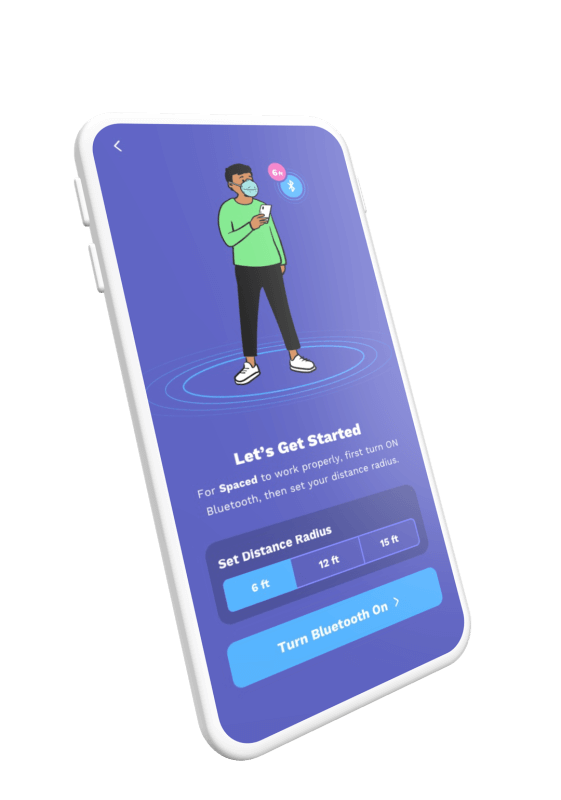 6 ft
Let's Get Started
For Spaced to work properly, first turn ON
Bluetooth, then set your distance radius.
Set Distance Radius
6 ft
12 ft
15 ft
Turn Bluetooth On